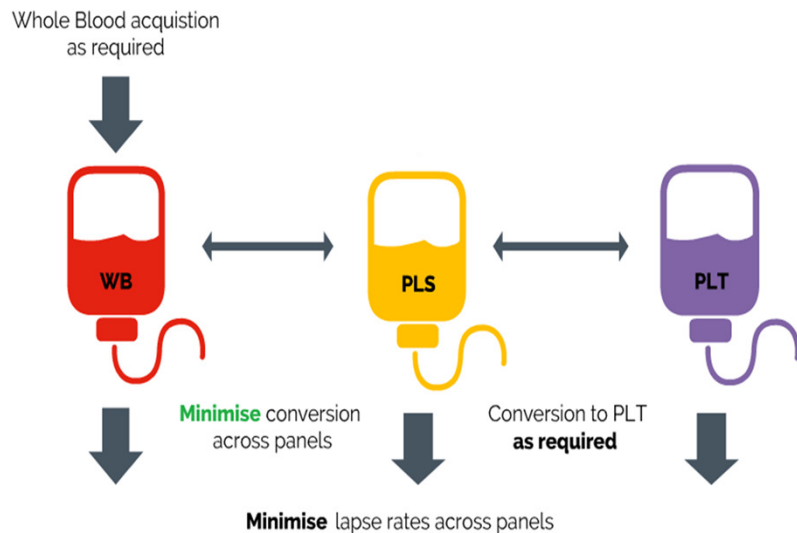 Whole Blood acquistion
as required
WB
PLS
PLT
Minimise conversion
across panels
Conversion to PLT
as required
Minimise lapse rates across panels